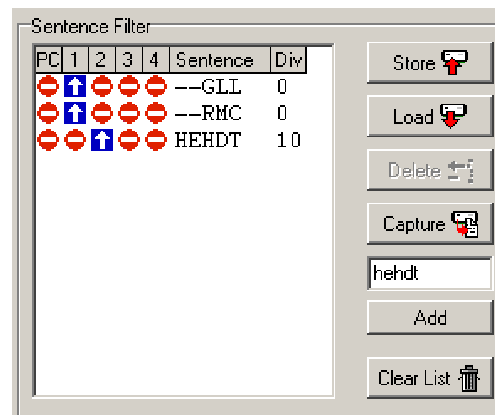 Sentence Filter
PC 1 2 3 4 Sentence Div
--GLL 0
--RMC 0
HEHDT 10
Store
Load
Delete
Capture
hehdt
Add
Clear List